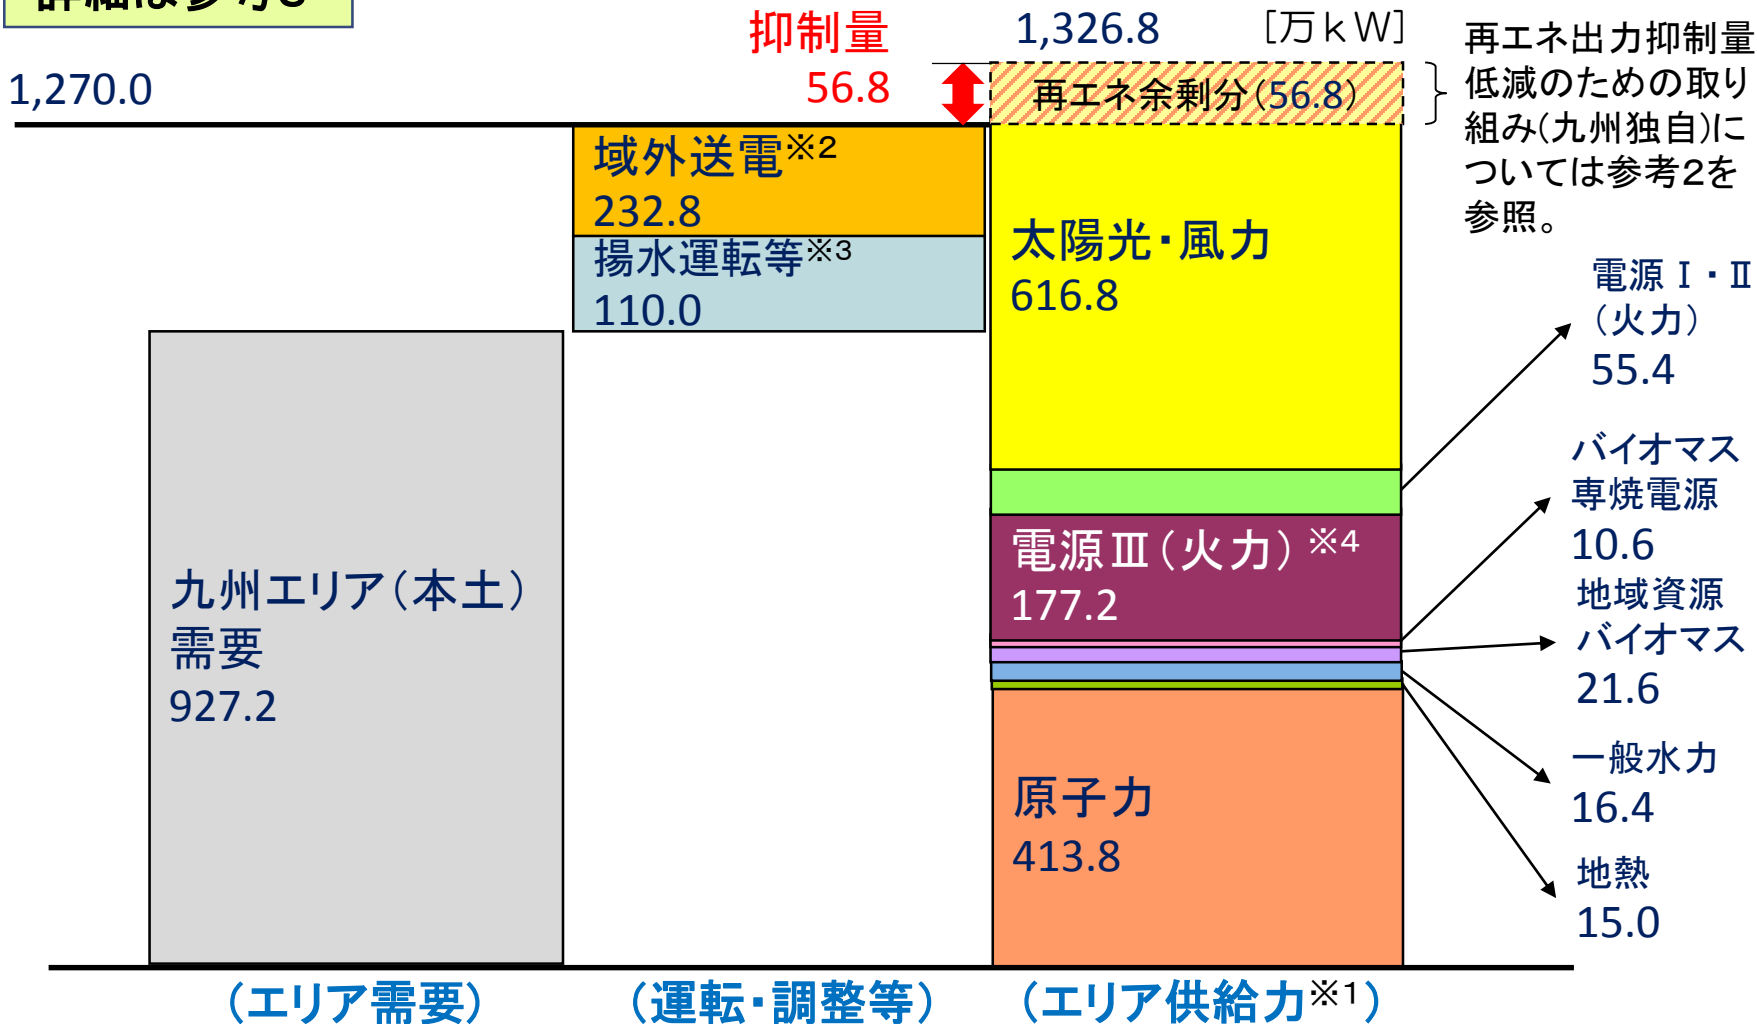 1,270.0
抑制量
56.8
1,326.8
[万kW]
再エネ余剰分(56.8)
再エネ出力抑制量
低減のための取り
組み(九州独自)に
ついては参考2を
参照。
域外送電※2
232.8
揚水運転等※3
110.0
太陽光・風力
616.8
電源Ⅰ・Ⅱ
(火力)
55.4
電源Ⅲ(火力)※4
177.2
バイオマス
専焼電源
10.6
地域資源
バイオマス
21.6
一般水力
16.4
地熱
15.0
九州エリア(本土)
需要
927.2
原子力
413.8
(エリア需要)
(運転・調整等)
(エリア供給力※1)